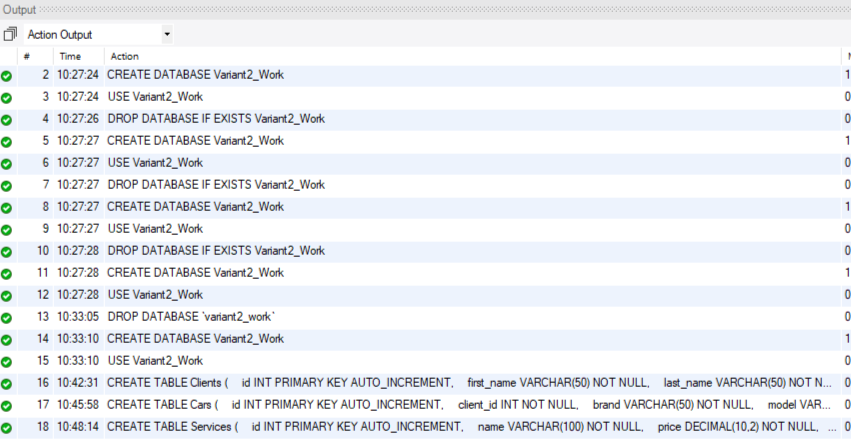 Output
Action Output
# Time Action
2 10:27:24 CREATE DATABASE Variant2_Work 1
3 10:27:24 USE Variant2_Work 0
4 10:27:26 DROP DATABASE IF EXISTS Variant2_Work 0
5 10:27:27 CREATE DATABASE Variant2_Work 1
6 10:27:27 USE Variant2_Work 0
7 10:27:27 DROP DATABASE IF EXISTS Variant2_Work 0
8 10:27:27 CREATE DATABASE Variant2_Work 1
9 10:27:27 USE Variant2_Work 0
10 10:27:28 DROP DATABASE IF EXISTS Variant2_Work 0
11 10:27:28 CREATE DATABASE Variant2_Work 1
12 10:27:28 USE Variant2_Work 0
13 10:33:05 DROP DATABASE `variant2_work` 0
14 10:33:10 CREATE DATABASE Variant2_Work 1
15 10:33:10 USE Variant2_Work 0
16 10:42:31 CREATE TABLE Clients ( id INT PRIMARY KEY AUTO_INCREMENT, first_name VARCHAR(50) NOT NULL, last_name VARCHAR(50) NOT N... 0
17 10:45:58 CREATE TABLE Cars ( id INT PRIMARY KEY AUTO_INCREMENT, client_id INT NOT NULL, brand VARCHAR(50) NOT NULL, model VAR... 0
18 10:48:14 CREATE TABLE Services ( id INT PRIMARY KEY AUTO_INCREMENT, name VARCHAR(100) NOT NULL, price DECIMAL(10,2) NOT NULL, ... 0